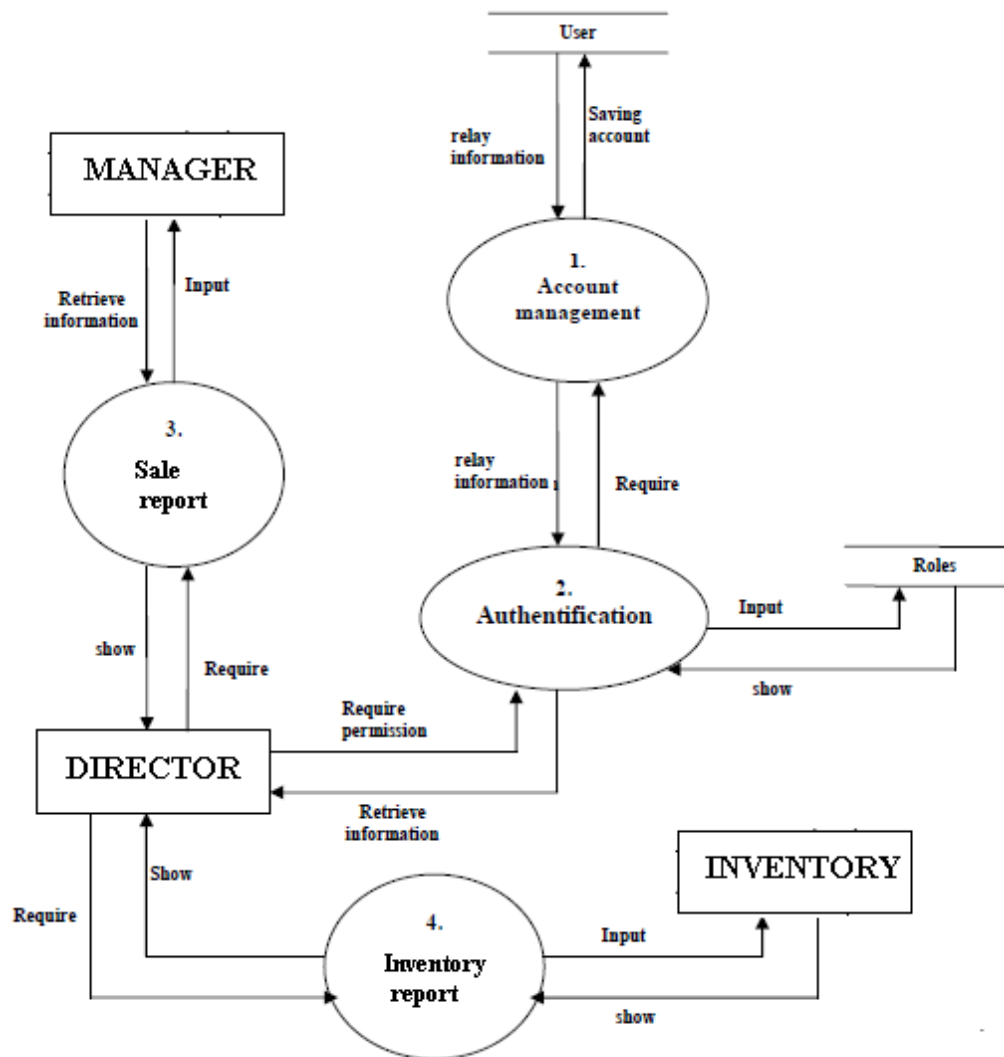 User
Saving
account
relay
information
MANAGER
1.
Account
management
Input
Retrieve
information
3.
Sale
report
relay
information
Require
Roles
2.
Authentification
Input
show
Require
show
Require
permission
DIRECTOR
Retrieve
information
INVENTORY
Show
Require
4.
Inventory
report
Input
show